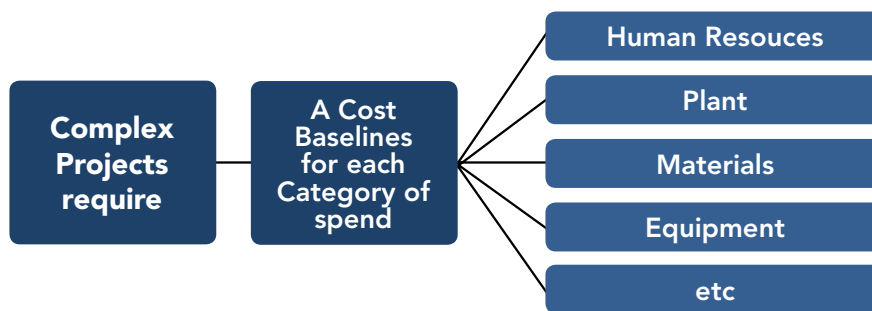 Complex
Projects
require
A Cost
Baselines
for each
Category of
spend
Human Resouces
Plant
Materials
Equipment
etc